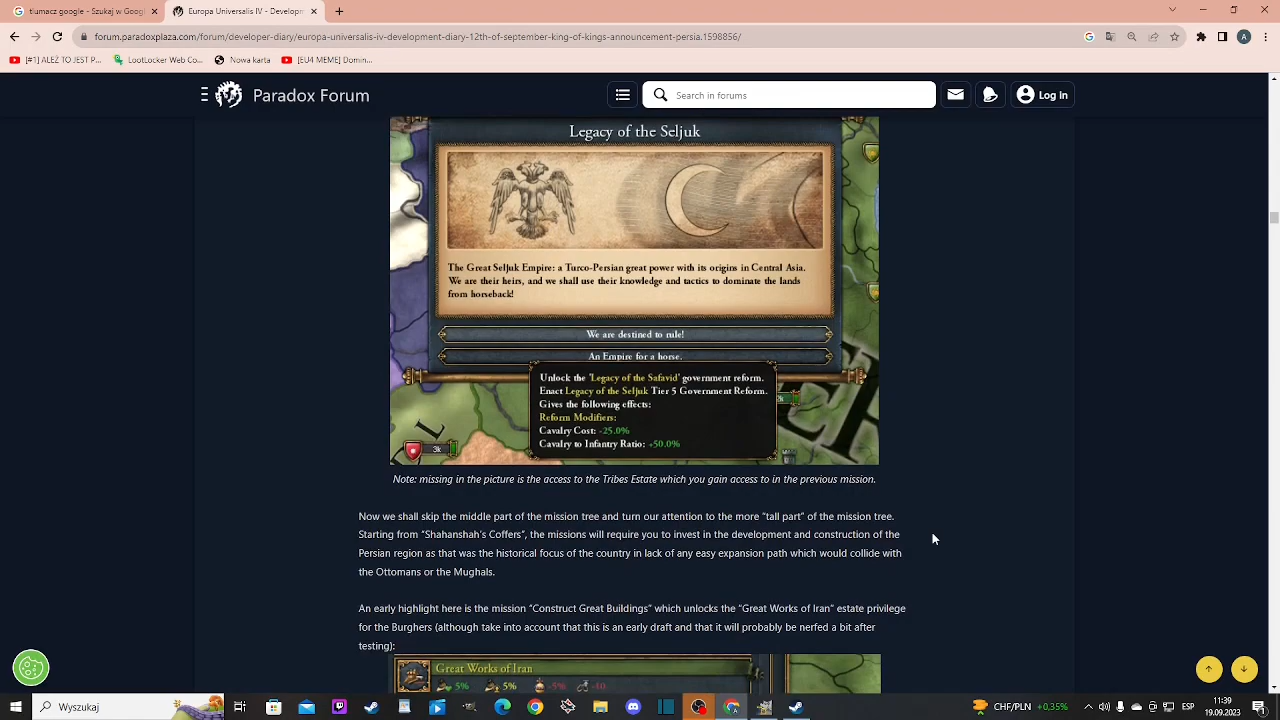 tłumacz google - Szukaj w Googl
Europa Universalis IV - Developm
forum.paradoxplaza.com/forum/developer-diary/europa-universalis-iv-development-diary-12th-of-september-king-of-kings-announcement-persia.1598856/
[#1] ALEŻ TO JEST P...
LootLocker Web Co...
Nowa karta
[EU4 MEME] Domin...
Paradox Forum
Search in forums
Log in
Legacy of the Seljuk
The Great Seljuk Empire: a Turco-Persian great power with its origins in Central Asia.
We are their heirs, and we shall use their knowledge and tactics to dominate the lands
from horseback!
We are destined to rule!
An Empire for a horse.
Unlock the 'Legacy of the Safavid' government reform.
Enact Legacy of the Seljuk Tier 5 Government Reform.
Gives the following effects:
Reform Modifiers:
Cavalry Cost: -25.0%
Cavalry to Infantry Ratio: +50.0%
3k
Note: missing in the picture is the access to the Tribes Estate which you gain access to in the previous mission.
Now we shall skip the middle part of the mission tree and turn our attention to the more “tall part” of the mission tree.
Starting from “Shahanshah's Coffers”, the missions will require you to invest in the development and construction of the
Persian region as that was the historical focus of the country in lack of any easy expansion path which would collide with
the Ottomans or the Mughals.
An early highlight here is the mission “Construct Great Buildings” which unlocks the “Great Works of Iran” estate privilege
for the Burghers (although take into account that this is an early draft and that it will probably be nerfed a bit after
testing):
Great Works of Iran
5% 5% -5% -10
Wyszukaj
CHF/PLN +0,35%
ESP
11:39
19.09.2023